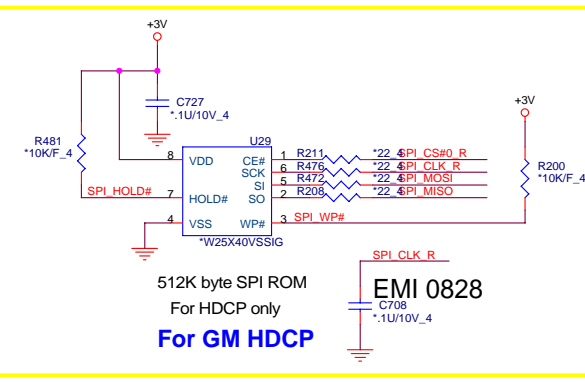 +3V
C727
*.1U/10V_4
+3V
R481
*10K/F_4
U29
R200
*10K/F_4
8 VDD CE# 1 R211 *22_4 SPI_CS#0_R
SCK 6 R476 *22_4 SPI_CLK_R
SI 5 R472 *22_4 SPI_MOSI
SPI_HOLD# 7 HOLD# SO 2 R208 *22_4 SPI_MISO
4 VSS WP# 3 SPI_WP#
*W25X40VSSIG
SPI_CLK_R
512K byte SPI ROM
For HDCP only
For GM HDCP
EMI 0828
C708
*.1U/10V_4